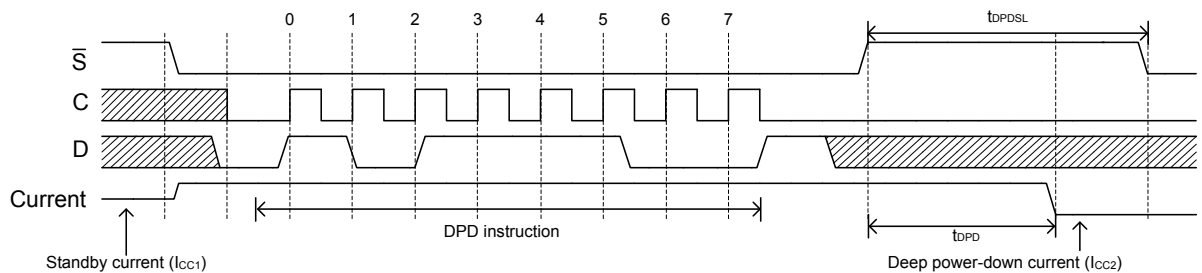 0 1 2 3 4 5 6 7
tDPDSL
S̅
C
D
Current
DPD instruction
tDPD
Standby current (ICC1)
Deep power-down current (ICC2)